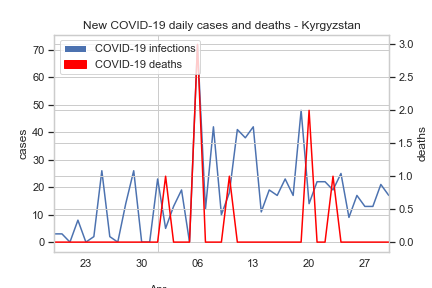 New COVID-19 daily cases and deaths - Kyrgyzstan
COVID-19 infections
COVID-19 deaths
70
60
50
40
30
20
10
0
cases
3.0
2.5
2.0
1.5
1.0
0.5
0.0
deaths
23 30 06 13 20 27